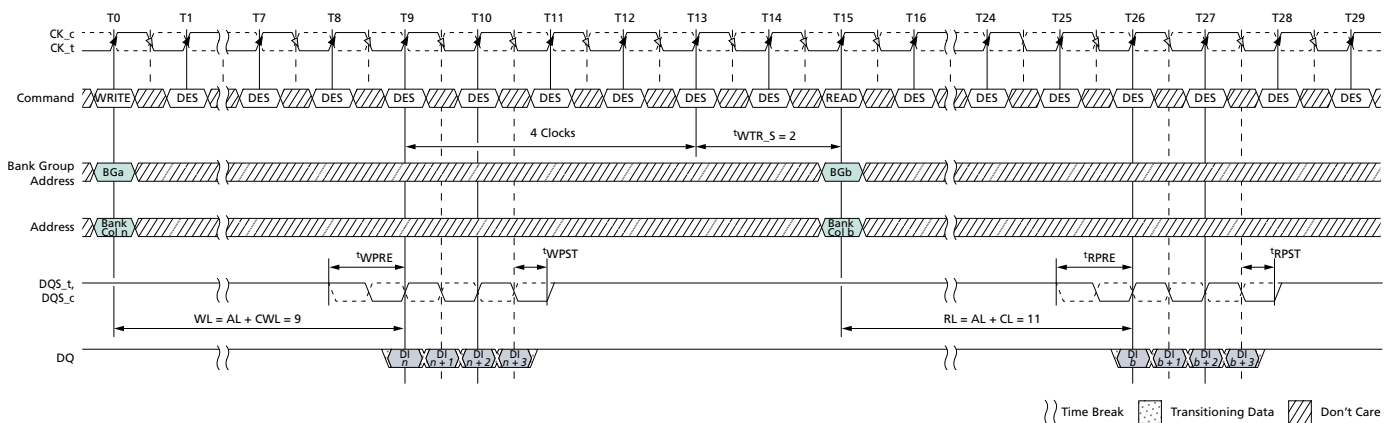 T0 T1 T7 T8 T9 T10 T11 T12 T13 T14 T15 T16 T24 T25 T26 T27 T28 T29
CK_c
CK_t
Command WRITE DES DES DES DES DES DES DES DES DES READ DES DES DES DES DES DES DES
4 Clocks tWTR_S = 2
Bank Group
Address
BGa BGb
Address
Bank
Col n
Bank
Col b
tWPRE tWPST tRPRE tRPST
DQS_t,
DQS_c
WL = AL + CWL = 9 RL = AL + CL = 11
DQ
DI
n
DI
n + 1
DI
n + 2
DI
n + 3
DI
b
DI
b + 1
DI
b + 2
DI
b + 3
Time Break Transitioning Data Don't Care